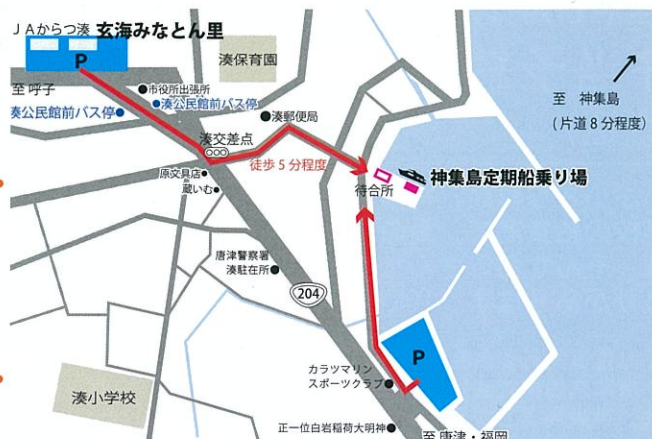 JAからつ湊 玄海みなとん里
P
湊保育園
至 呼子
市役所出張所
湊公民館前バス停
湊公民館前バス停
湊郵便局
湊交差点
徒歩5分程度
原文具店
蔵いむ
待合所
神集島定期船乗り場
至 神集島
(片道8分程度)
唐津警察署
湊駐在所
204
P
カラツマリン
スポーツクラブ
湊小学校
正一位白岩稲荷大明神
至 唐津・福岡